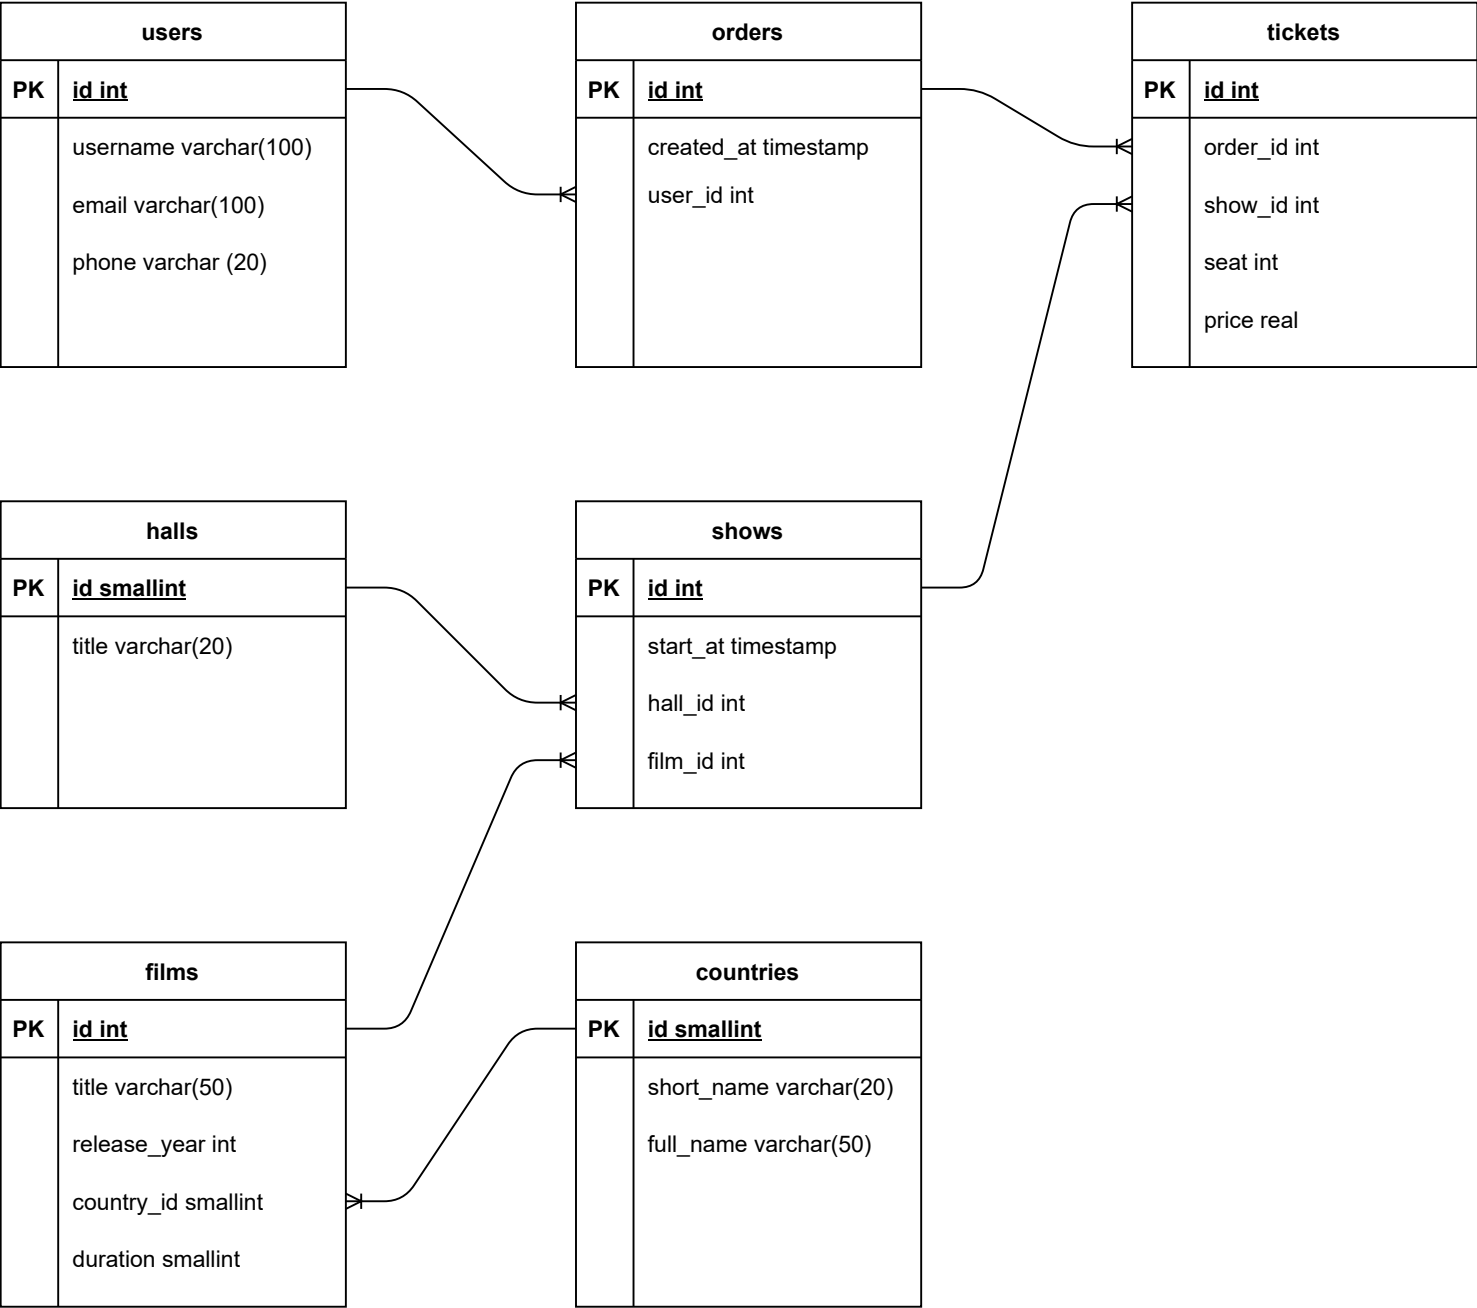 users
PK id int
username varchar(100)
email varchar(100)
phone varchar (20)
orders
PK id int
created_at timestamp
user_id int
tickets
PK id int
order_id int
show_id int
seat int
price real
halls
PK id smallint
title varchar(20)
shows
PK id int
start_at timestamp
hall_id int
film_id int
films
PK id int
title varchar(50)
release_year int
country_id smallint
duration smallint
countries
PK id smallint
short_name varchar(20)
full_name varchar(50)